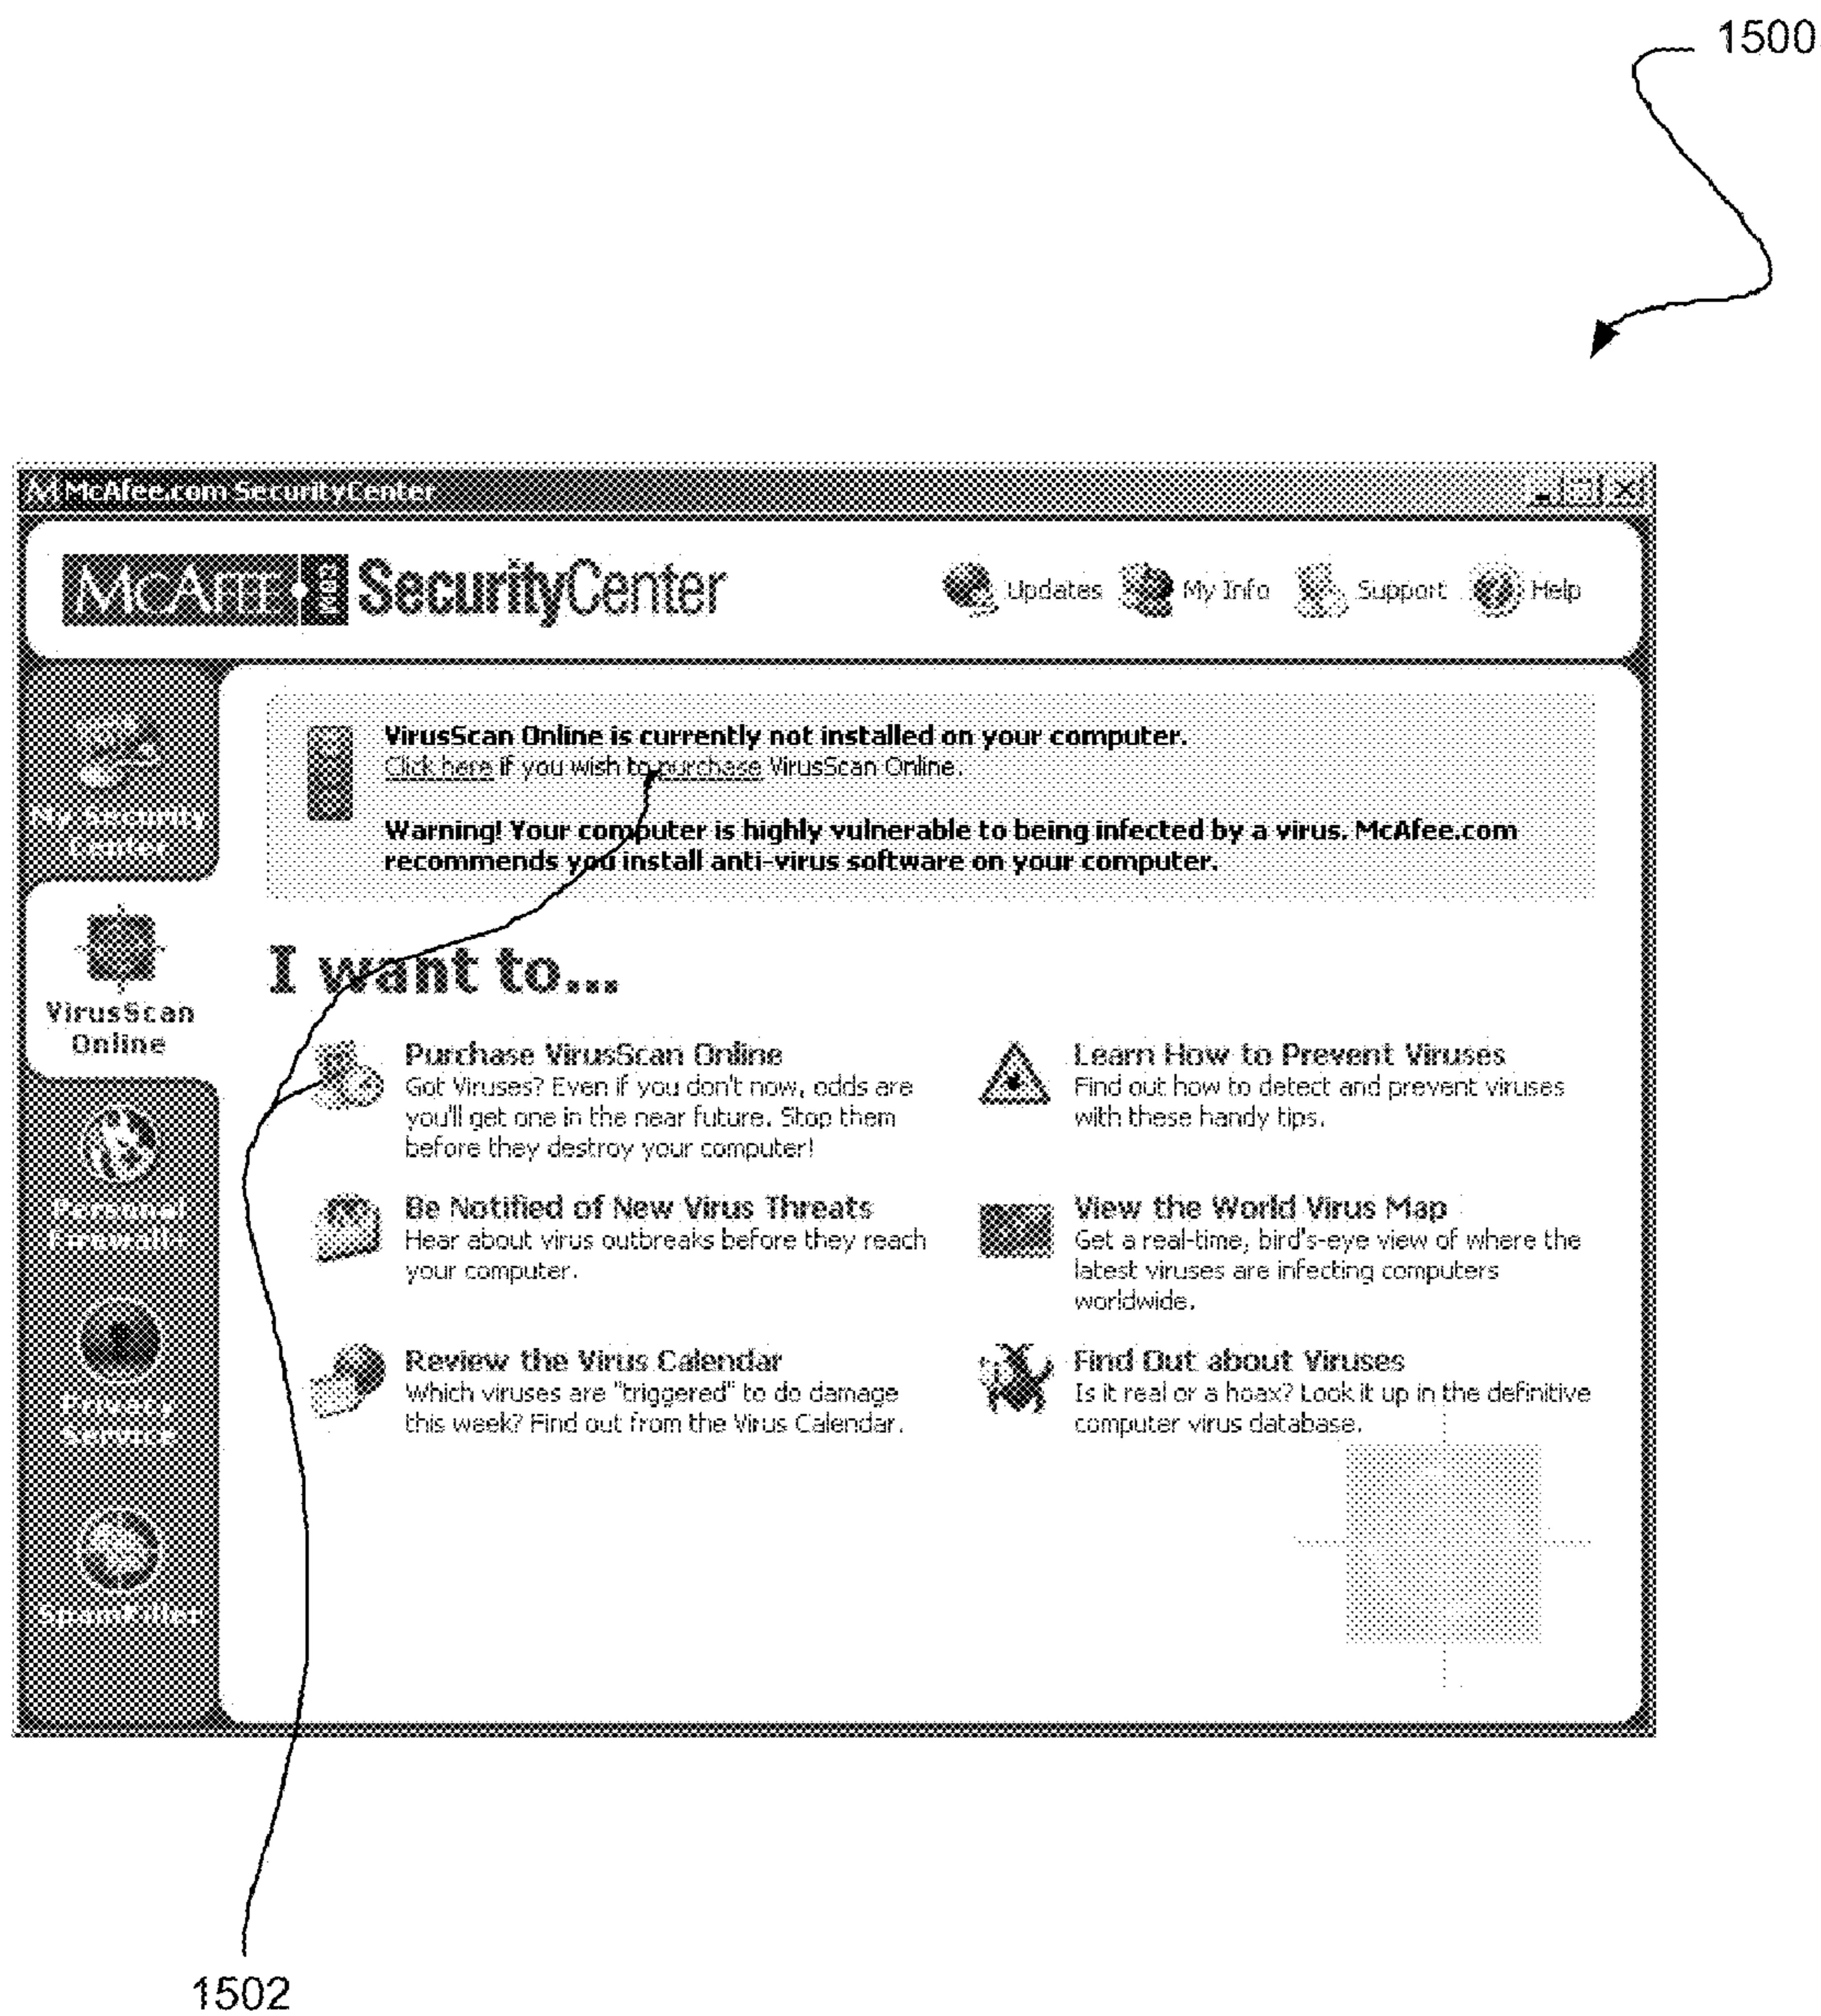 1500
McAfee.com SecurityCenter
McAFEE .COM SecurityCenter
Updates My Info Support Help
My Security
Center
VirusScan Online is currently not installed on your computer.
Click here if you wish to purchase VirusScan Online.
Warning! Your computer is highly vulnerable to being infected by a virus. McAfee.com
recommends you install anti-virus software on your computer.
VirusScan
Online
Personal
Firewall+
Privacy
Service
SpamKiller
I want to...
Purchase VirusScan Online
Got Viruses? Even if you don't now, odds are
you'll get one in the near future. Stop them
before they destroy your computer!
Learn How to Prevent Viruses
Find out how to detect and prevent viruses
with these handy tips.
Be Notified of New Virus Threats
Hear about virus outbreaks before they reach
your computer.
View the World Virus Map
Get a real-time, bird's-eye view of where the
latest viruses are infecting computers
worldwide.
Review the Virus Calendar
Which viruses are "triggered" to do damage
this week? Find out from the Virus Calendar.
Find Out about Viruses
Is it real or a hoax? Look it up in the definitive
computer virus database.
1502